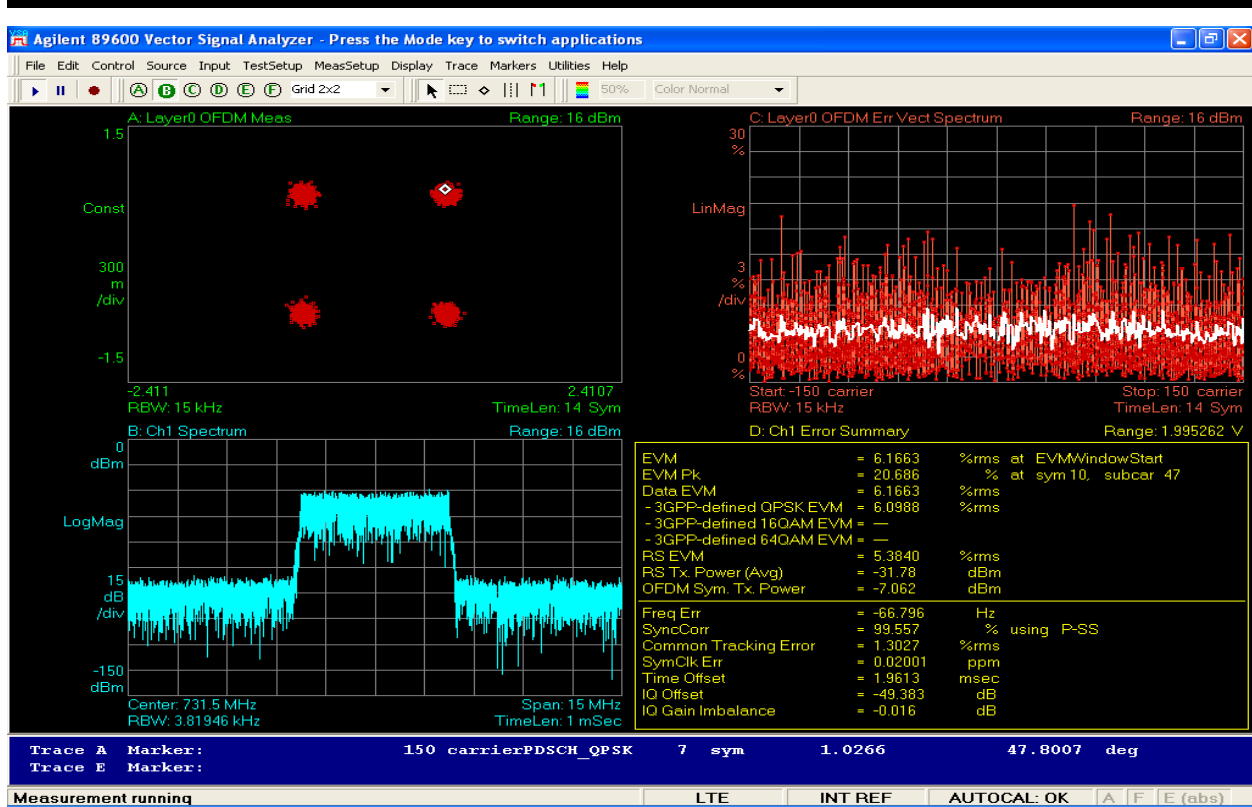 Agilent 89600 Vector Signal Analyzer - Press the Mode key to switch applications
File Edit Control Source Input TestSetup MeasSetup Display Trace Markers Utilities Help
A B C D E F Grid 2x2 50% Color Normal
A: Layer0 OFDM Meas Range: 16 dBm
1.5
Const
300
m
/div
-1.5
-2.411 2.4107
RBW: 15 kHz TimeLen: 14 Sym
C: Layer0 OFDM Err Vect Spectrum Range: 16 dBm
30
%
LinMag
3
%
/div
0
%
Start: -150 carrier Stop: 150 carrier
RBW: 15 kHz TimeLen: 14 Sym
B: Ch1 Spectrum Range: 16 dBm
0
dBm
LogMag
15
dB
/div
-150
dBm
Center: 731.5 MHz Span: 15 MHz
RBW: 3.81946 kHz TimeLen: 1 mSec
D: Ch1 Error Summary Range: 1.995262 V
EVM = 6.1663 %rms at EVMWindowStart
EVM Pk = 20.686 % at sym 10, subcar 47
Data EVM = 6.1663 %rms
- 3GPP-defined QPSK EVM = 6.0988 %rms
- 3GPP-defined 16QAM EVM = —
- 3GPP-defined 64QAM EVM = —
RS EVM = 5.3840 %rms
RS Tx. Power (Avg) = -31.78 dBm
OFDM Sym. Tx. Power = -7.062 dBm
Freq Err = -66.796 Hz
SyncCorr = 99.557 % using P-SS
Common Tracking Error = 1.3027 %rms
SymClk Err = 0.02001 ppm
Time Offset = 1.9613 msec
IQ Offset = -49.383 dB
IQ Gain Imbalance = -0.016 dB
Trace A Marker: 150 carrierPDSCH_QPSK 7 sym 1.0266 47.8007 deg
Trace E Marker:
Measurement running LTE INT REF AUTOCAL: OK A F E (abs)